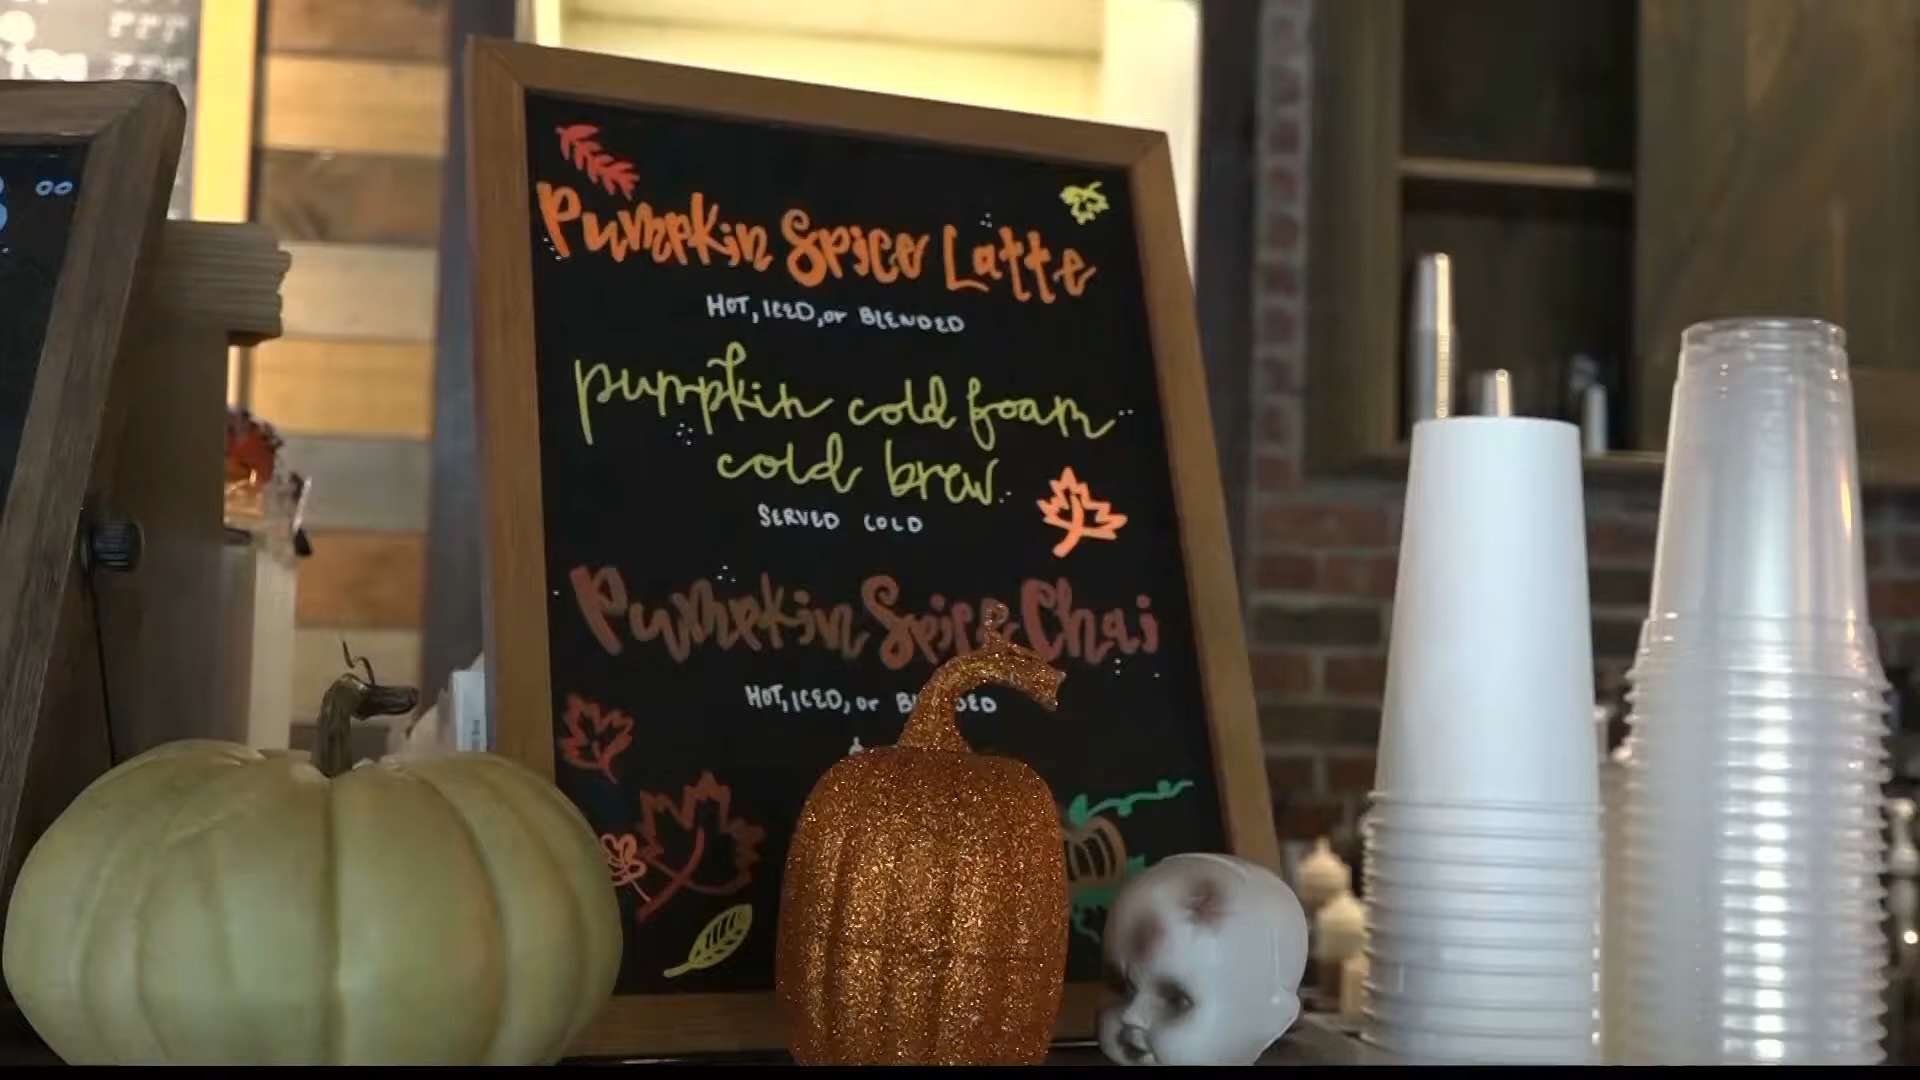 Pumpkin Spice Latte
HOT, ICED, or BLENDED
pumpkin cold foam
cold brew
SERVED COLD
Pumpkin Spice Chai
HOT, ICED, or